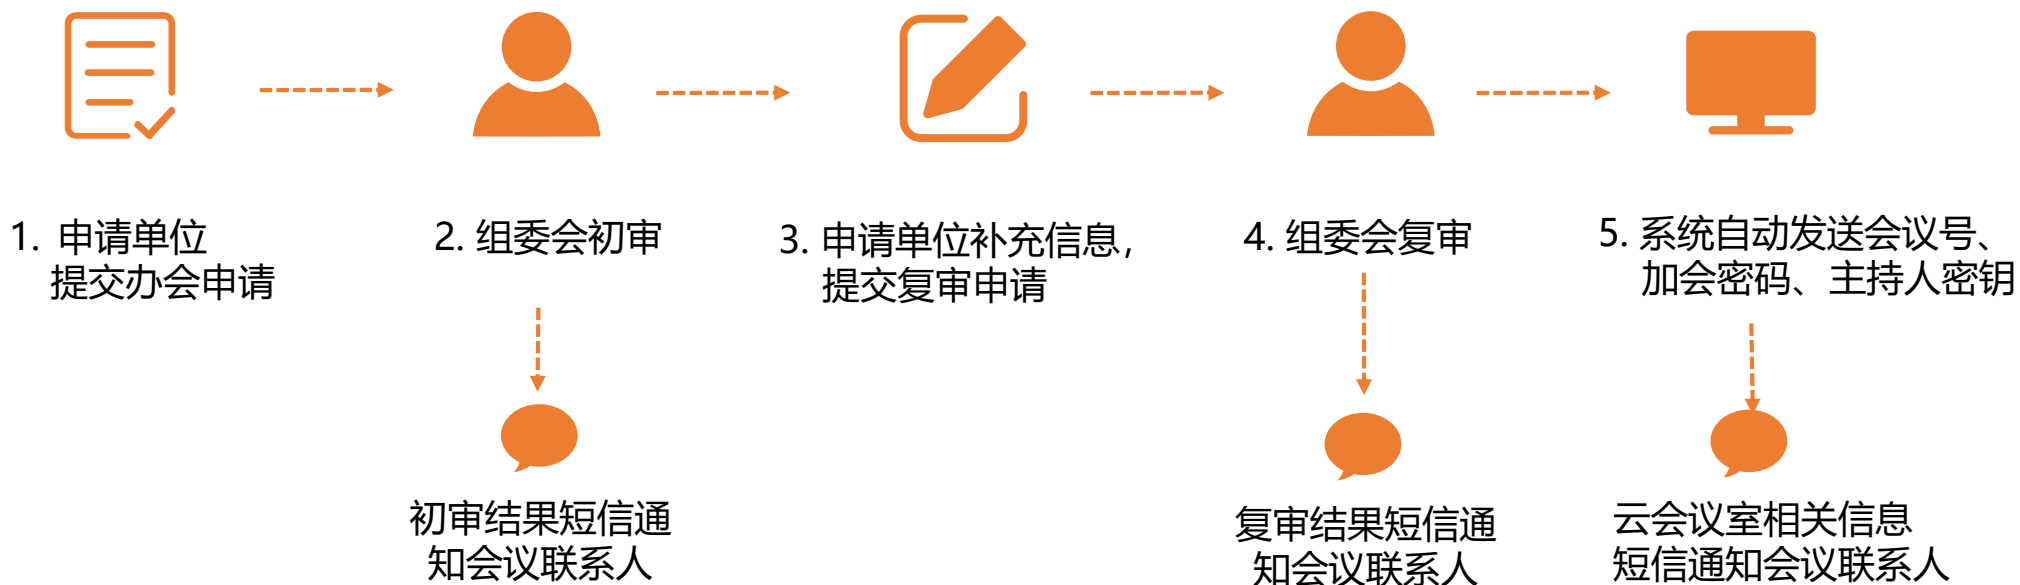 1. 申请单位
提交办会申请
2. 组委会初审
3. 申请单位补充信息，
提交复审申请
4. 组委会复审
5. 系统自动发送会议号、
加会密码、主持人密钥
初审结果短信通
知会议联系人
复审结果短信通
知会议联系人
云会议室相关信息
短信通知会议联系人